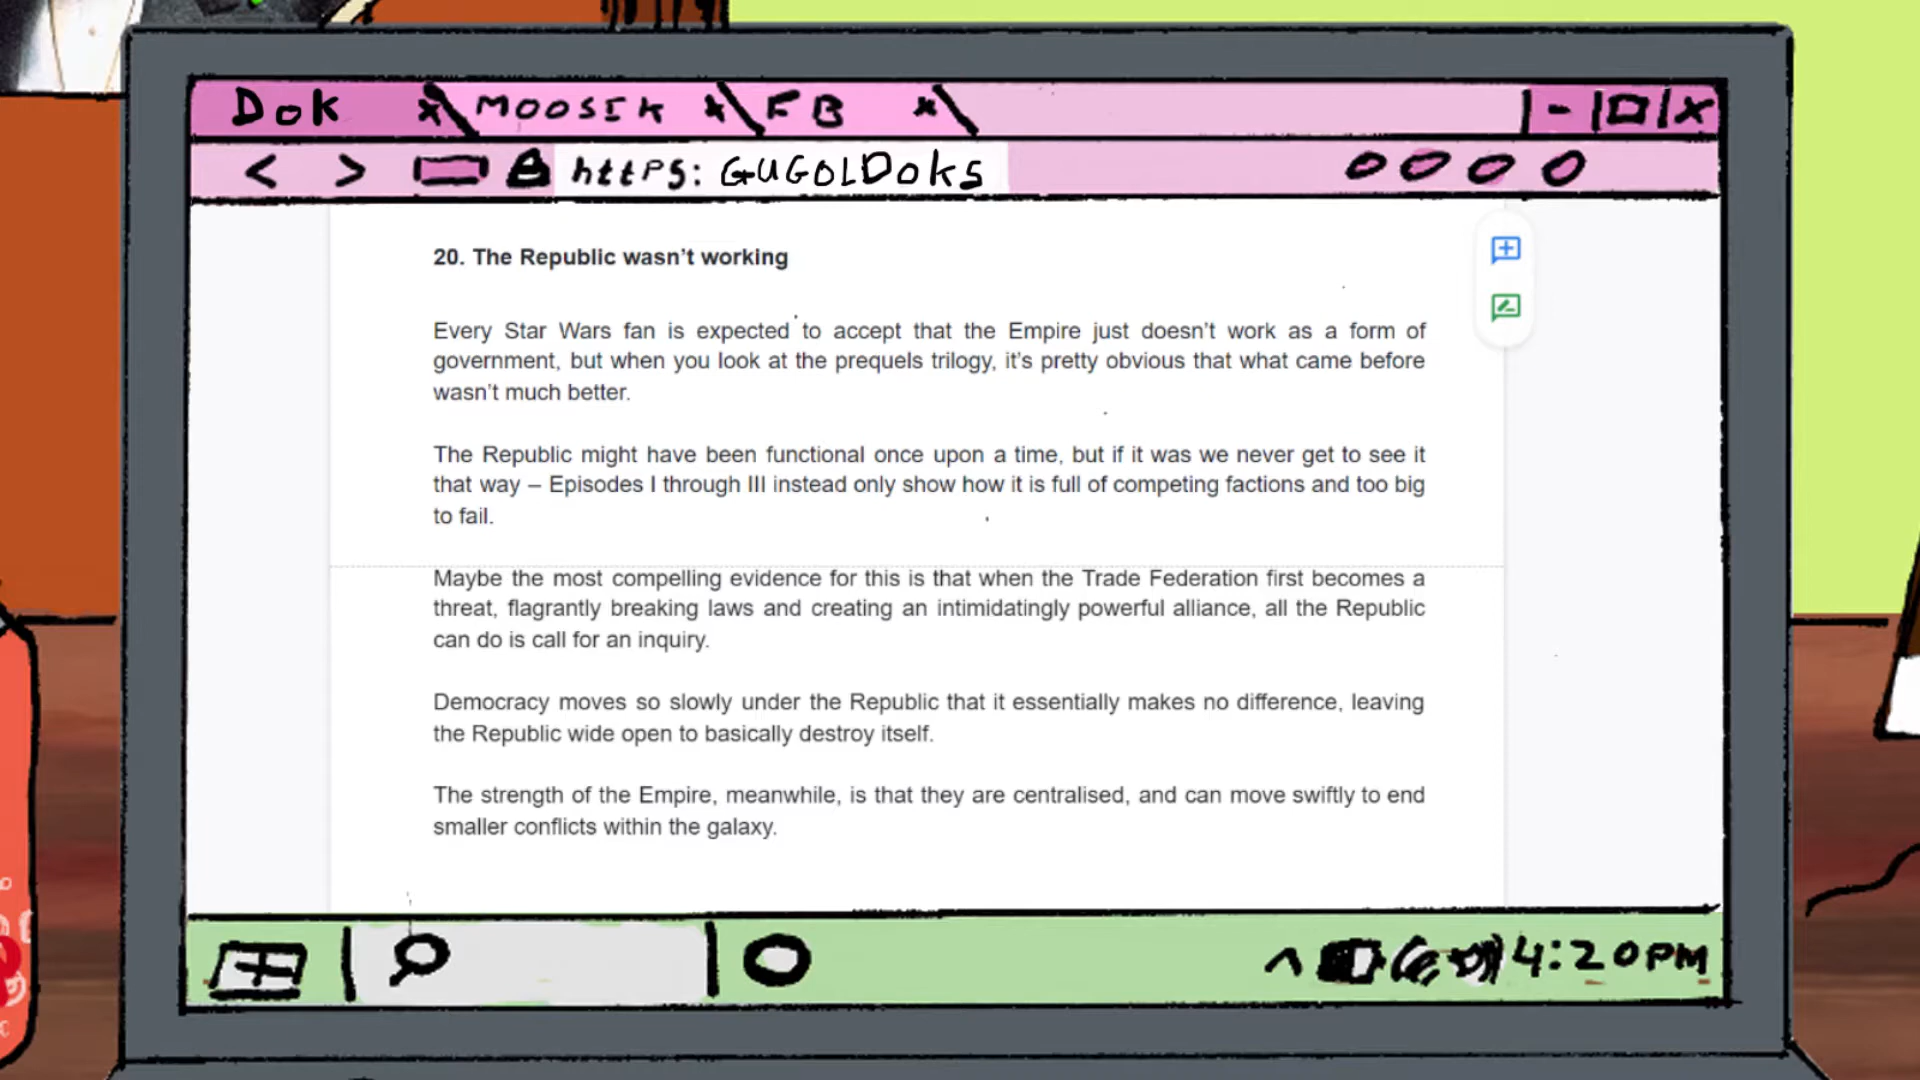 Dok MOOSIK FB
< > https: GUGOLDoks
20. The Republic wasn't working
Every Star Wars fan is expected to accept that the Empire just doesn't work as a form of
government, but when you look at the prequels trilogy, it's pretty obvious that what came before
wasn't much better.
The Republic might have been functional once upon a time, but if it was we never get to see it
that way – Episodes I through III instead only show how it is full of competing factions and too big
to fail.
Maybe the most compelling evidence for this is that when the Trade Federation first becomes a
threat, flagrantly breaking laws and creating an intimidatingly powerful alliance, all the Republic
can do is call for an inquiry.
Democracy moves so slowly under the Republic that it essentially makes no difference, leaving
the Republic wide open to basically destroy itself.
The strength of the Empire, meanwhile, is that they are centralised, and can move swiftly to end
smaller conflicts within the galaxy.
4:20PM